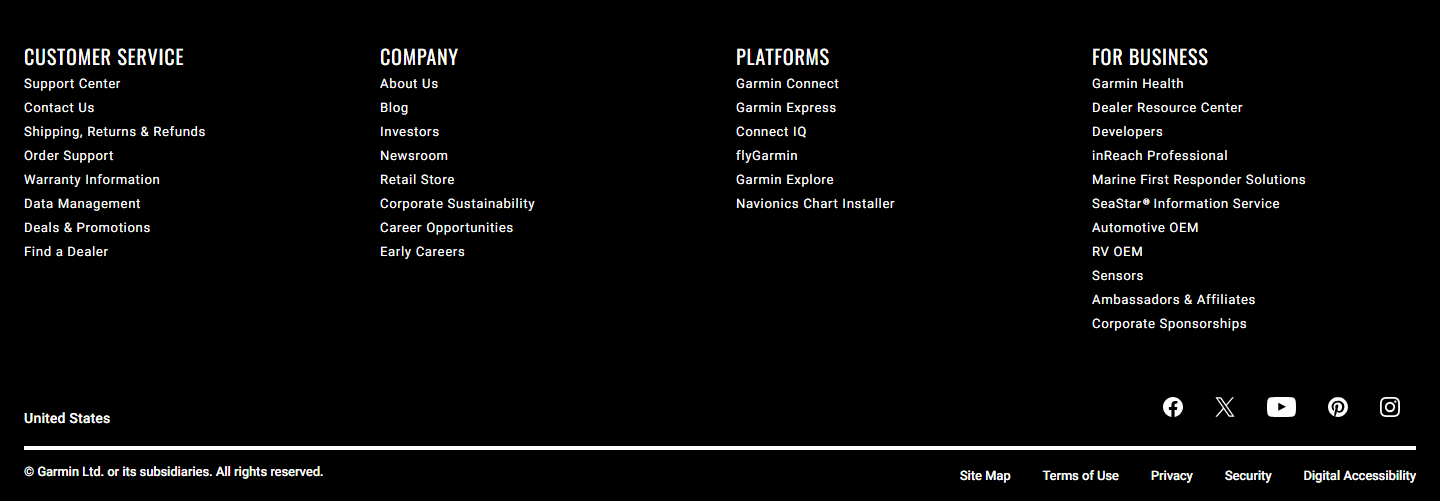 CUSTOMER SERVICE
Support Center
Contact Us
Shipping, Returns & Refunds
Order Support
Warranty Information
Data Management
Deals & Promotions
Find a Dealer
COMPANY
About Us
Blog
Investors
Newsroom
Retail Store
Corporate Sustainability
Career Opportunities
Early Careers
PLATFORMS
Garmin Connect
Garmin Express
Connect IQ
flyGarmin
Garmin Explore
Navionics Chart Installer
FOR BUSINESS
Garmin Health
Dealer Resource Center
Developers
inReach Professional
Marine First Responder Solutions
SeaStar® Information Service
Automotive OEM
RV OEM
Sensors
Ambassadors & Affiliates
Corporate Sponsorships
United States
© Garmin Ltd. or its subsidiaries. All rights reserved.
Site Map
Terms of Use
Privacy
Security
Digital Accessibility